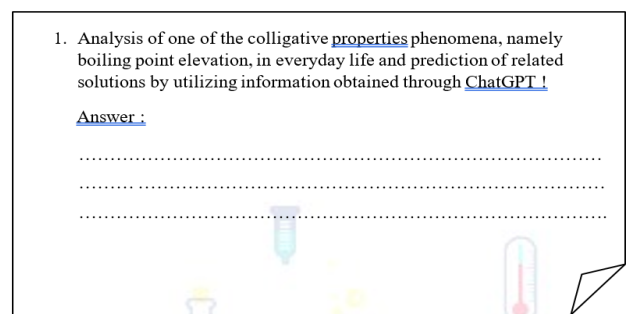 1. Analysis of one of the colligative properties phenomena, namely
boiling point elevation, in everyday life and prediction of related
solutions by utilizing information obtained through ChatGPT !
Answer :
....................................................................................
......... ...........................................................................
.....................................................................................